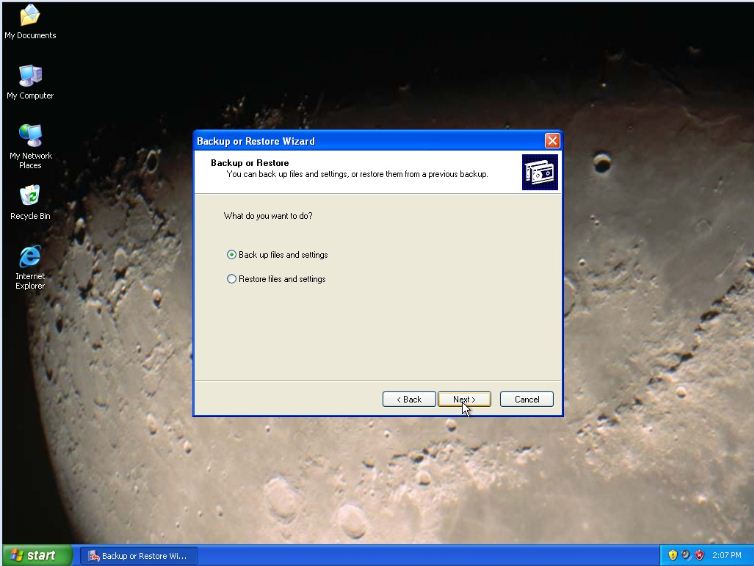 My Documents
My Computer
My Network
Places
Recycle Bin
Internet
Explorer
Backup or Restore Wizard
Backup or Restore
You can back up files and settings, or restore them from a previous backup.
What do you want to do?
Back up files and settings
Restore files and settings
< Back
Next >
Cancel
start
Backup or Restore Wi...
2:07 PM